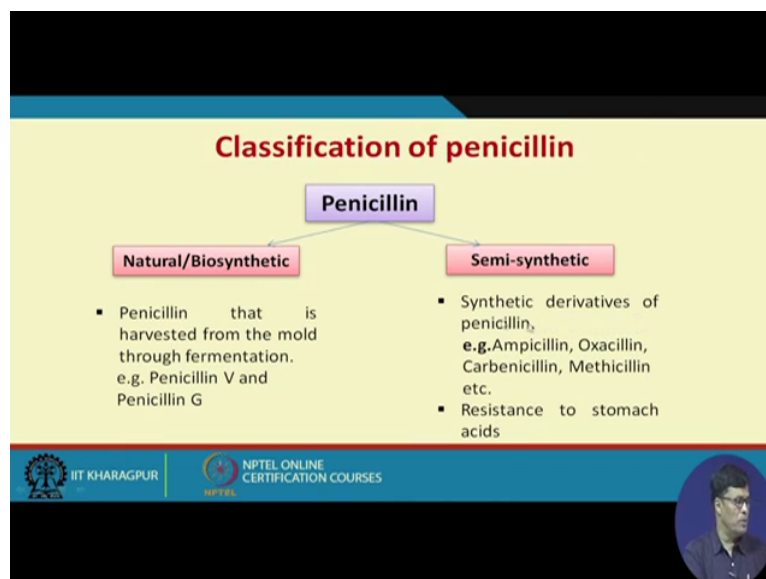 Classification of penicillin
Penicillin
Natural/Biosynthetic
▪ Penicillin that is
harvested from the mold
through fermentation.
e.g. Penicillin V and
Penicillin G
Semi-synthetic
▪ Synthetic derivatives of
penicillin,
e.g.Ampicillin, Oxacillin,
Carbenicillin, Methicillin
etc.
▪ Resistance to stomach
acids
IIT KHARAGPUR
NPTEL
NPTEL ONLINE
CERTIFICATION COURSES